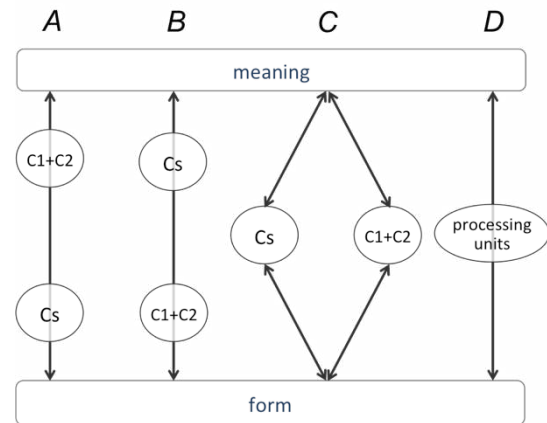 A B C D
meaning
C1+C2 Cs
Cs C1+C2 processing
units
Cs C1+C2
form